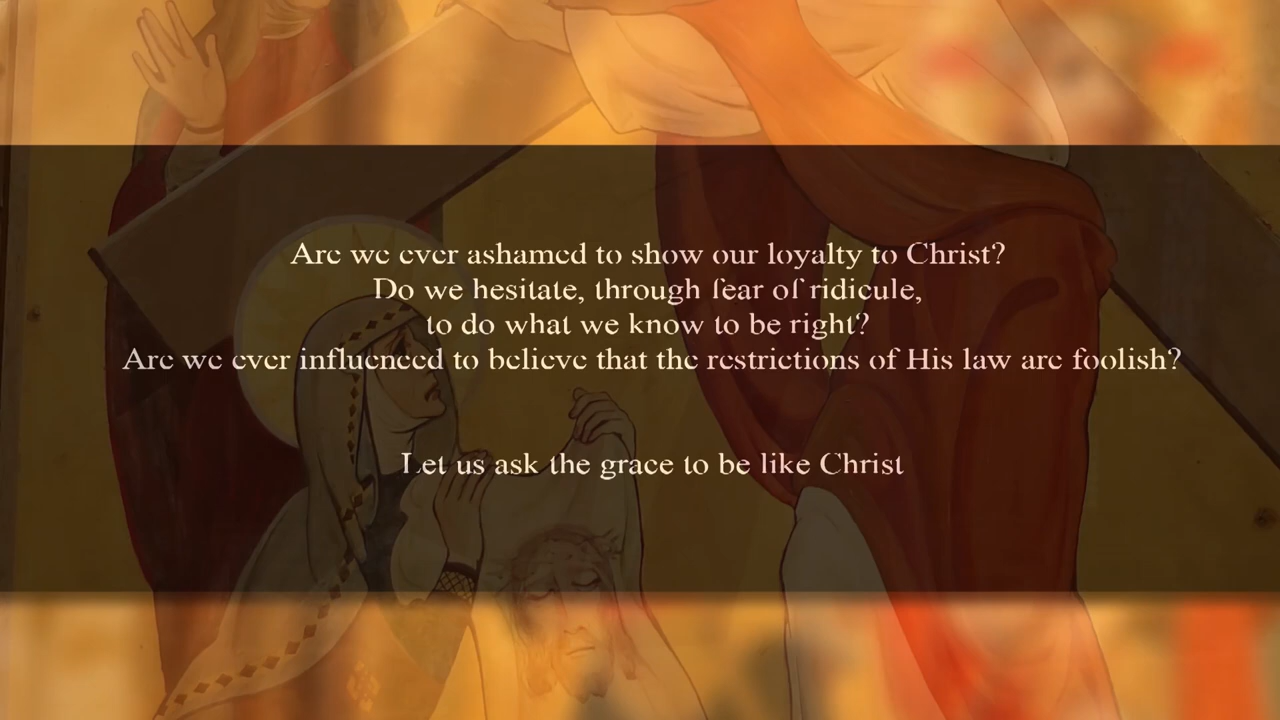 Are we ever ashamed to show our loyalty to Christ?
Do we hesitate, through fear of ridicule,
to do what we know to be right?
Are we ever influenced to believe that the restrictions of His law are foolish?
Let us ask the grace to be like Christ